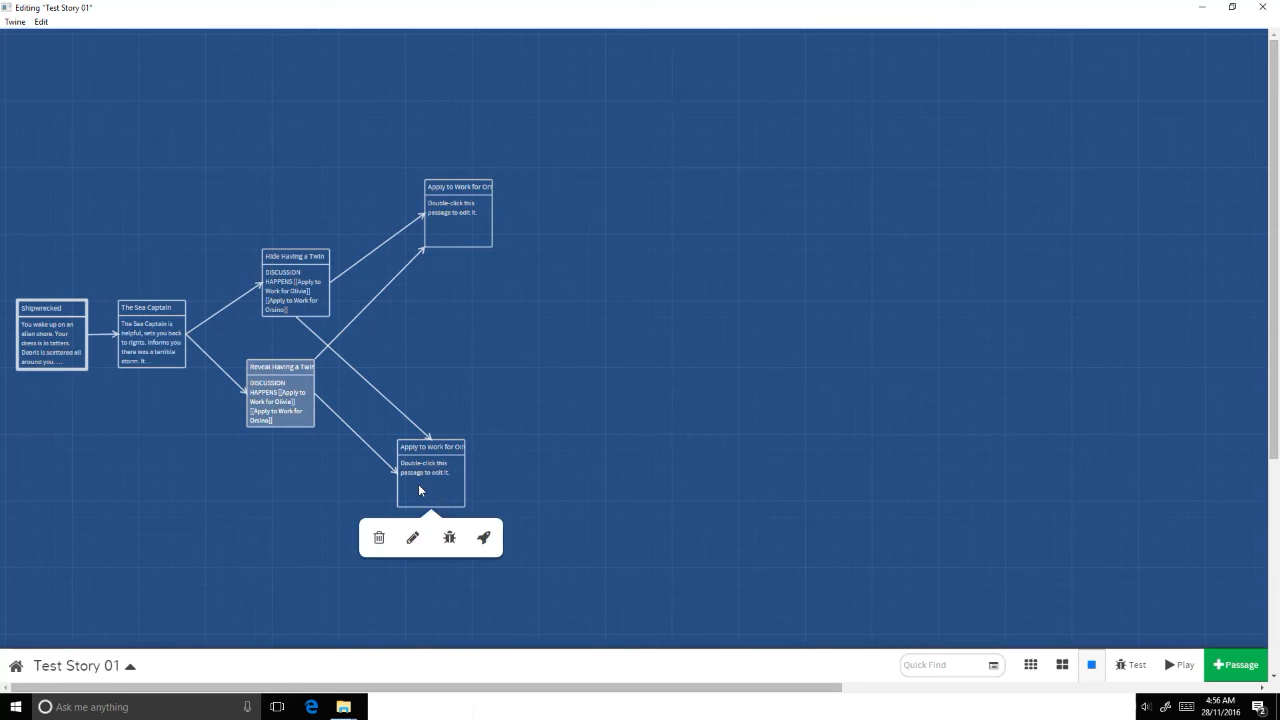 Editing "Test Story 01"
Twine Edit
Apply to Work for Ors
Double-click this
passage to edit it.
Hide Having a Twin
DISCUSSION
HAPPENS [[Apply to
Work for Olivia]]
[[Apply to Work for
Orsino]]
Shipwrecked
You wake up on an
alien shore. Your
dress is in tatters.
Debris is scattered all
around you. ...
The Sea Captain
The Sea Captain is
helpful, sets you back
to rights. Informs you
there was a terrible
storm. It...
Reveal Having a Twin
DISCUSSION
HAPPENS [[Apply to
Work for Olivia]]
[[Apply to Work for
Orsino]]
Apply to Work for
Double-click this
passage to edit it.
Test Story 01
Quick Find
Test
Play
+Passage
Ask me anything
4:56 AM
28/11/2016
2